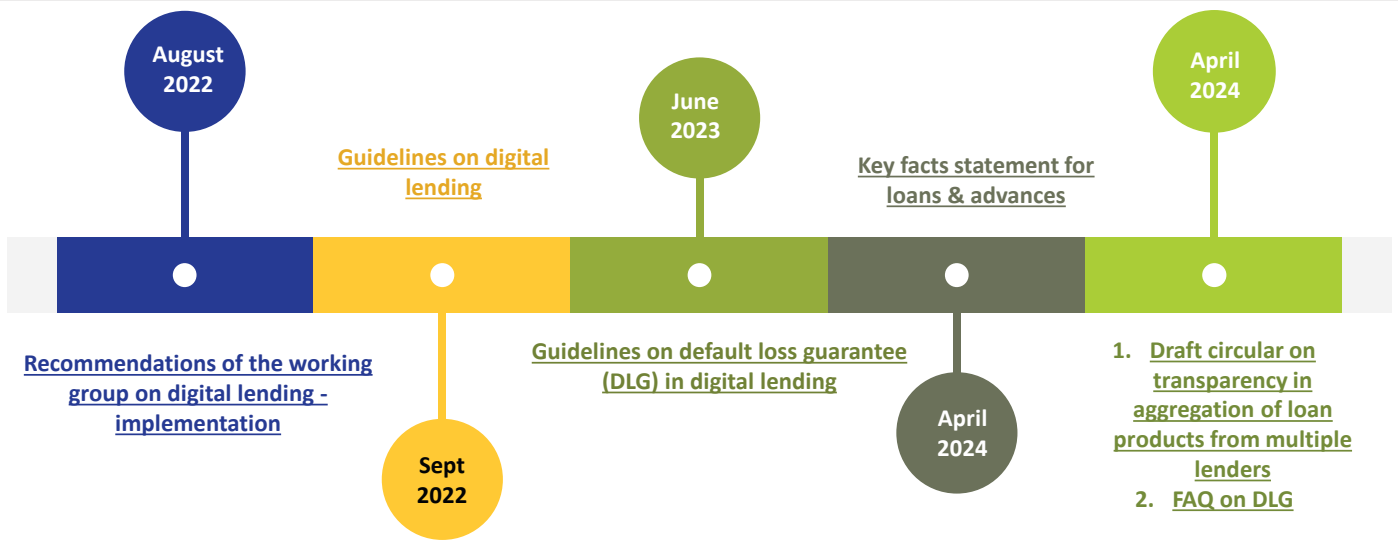 August
2022
Recommendations of the working
group on digital lending -
implementation
Guidelines on digital
lending
Sept
2022
June
2023
Guidelines on default loss guarantee
(DLG) in digital lending
Key facts statement for
loans & advances
April
2024
April
2024
1. Draft circular on
transparency in
aggregation of loan
products from multiple
lenders
2. FAQ on DLG